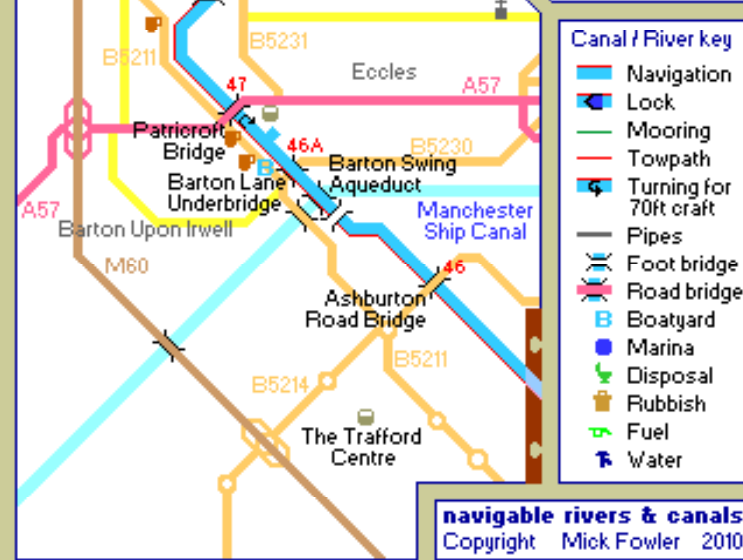 B5231
B5211
Eccles
A57
47
Patricroft
Bridge
46A
B5230
Barton Swing
Aqueduct
B
Barton Lane
Underbridge
A57
Barton Upon Irwell
Manchester
Ship Canal
M60
46
Ashburton
Road Bridge
B5211
B5214
The Trafford
Centre
Canal / River key
Navigation
Lock
Mooring
Towpath
Turning for
70ft craft
Pipes
Foot bridge
Road bridge
B Boatyard
Marina
Disposal
Rubbish
Fuel
Water
navigable rivers & canals
Copyright Mick Fowler 2010